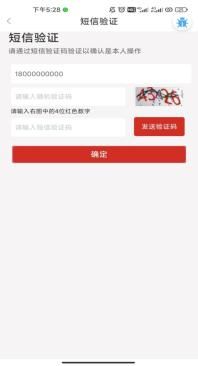 下午5:28
短信验证
短信验证
请通过短信验证码验证以确认是本人操作
18000000000
请输入随机验证码
请输入右图中的4位红色数字
请输入短信验证码
发送验证码
确定